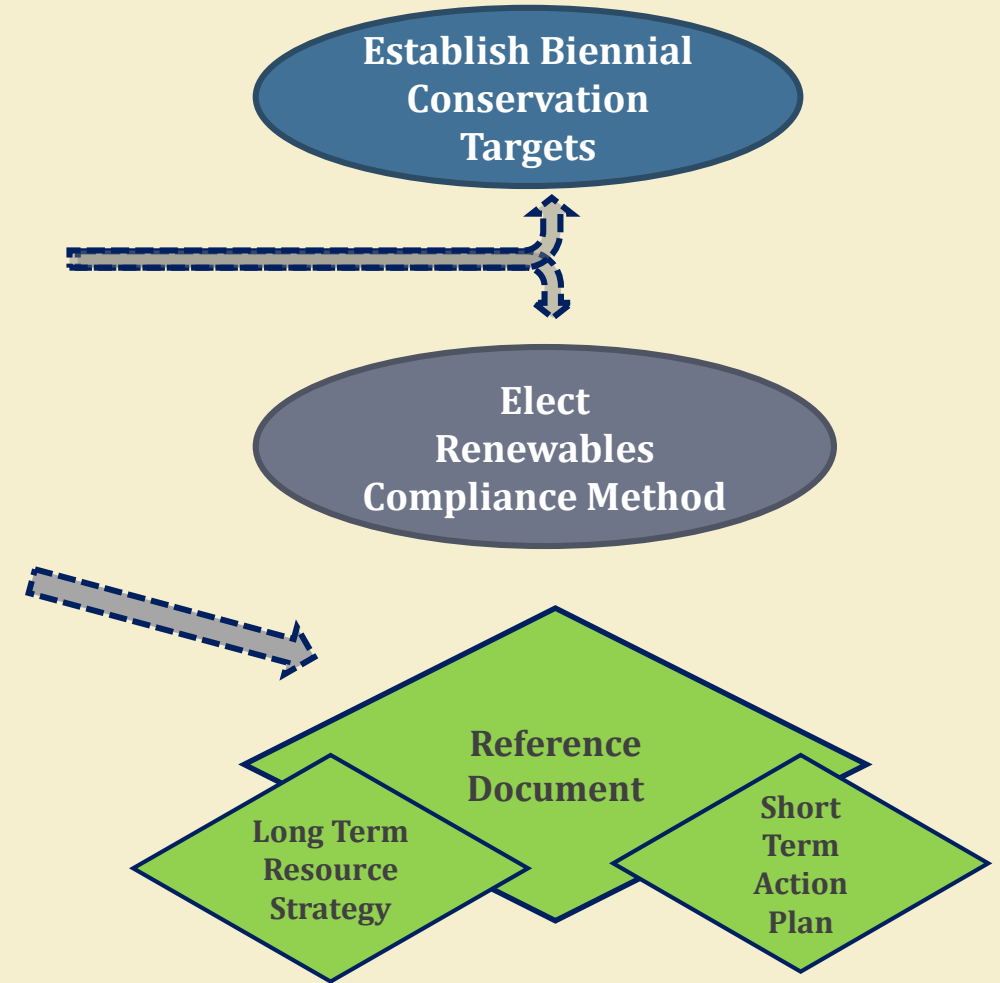 Establish Biennial
Conservation
Targets
Elect
Renewables
Compliance Method
Reference
Document
Long Term
Resource
Strategy
Short
Term
Action
Plan